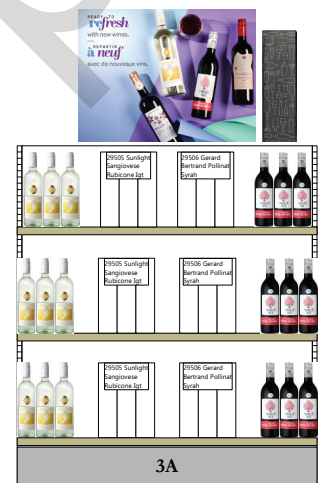 READY TO
refresh
with new wines.
REPARTIR
à neuf
avec de nouveaux vins.
29505 Sunlight
Sangiovese
Rubicone Igt
29506 Gerard
Bertrand Pollinat
Syrah
29505 Sunlight
Sangiovese
Rubicone Igt
29506 Gerard
Bertrand Pollinat
Syrah
29505 Sunlight
Sangiovese
Rubicone Igt
29506 Gerard
Bertrand Pollinat
Syrah
3A